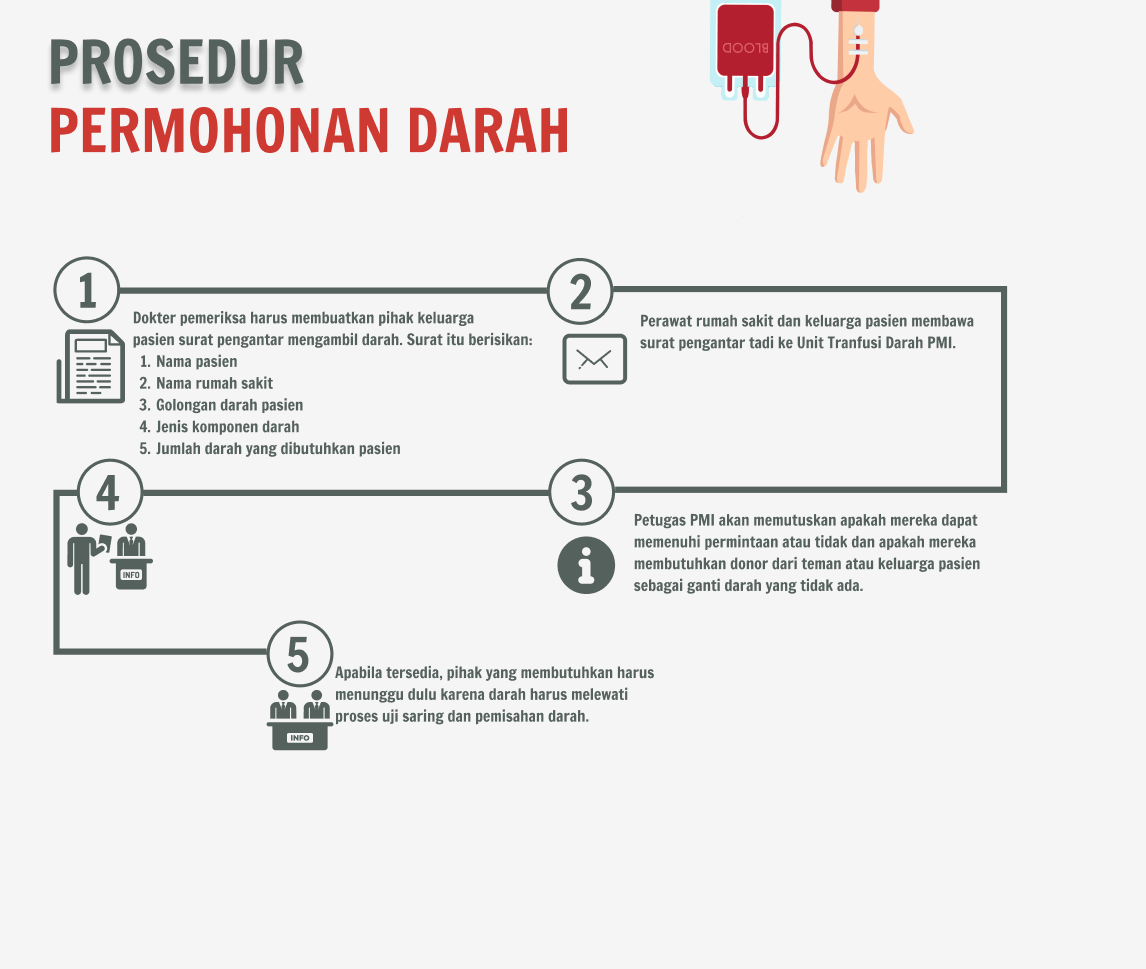 PROSEDUR
PERMOHONAN DARAH
BLOOD
1
Dokter pemeriksa harus membuatkan pihak keluarga
pasien surat pengantar mengambil darah. Surat itu berisikan:
1. Nama pasien
2. Nama rumah sakit
3. Golongan darah pasien
4. Jenis komponen darah
5. Jumlah darah yang dibutuhkan pasien
2
Perawat rumah sakit dan keluarga pasien membawa
surat pengantar tadi ke Unit Tranfusi Darah PMI.
3
Petugas PMI akan memutuskan apakah mereka dapat
memenuhi permintaan atau tidak dan apakah mereka
membutuhkan donor dari teman atau keluarga pasien
sebagai ganti darah yang tidak ada.
4
INFO
5
Apabila tersedia, pihak yang membutuhkan harus
menunggu dulu karena darah harus melewati
proses uji saring dan pemisahan darah.
INFO